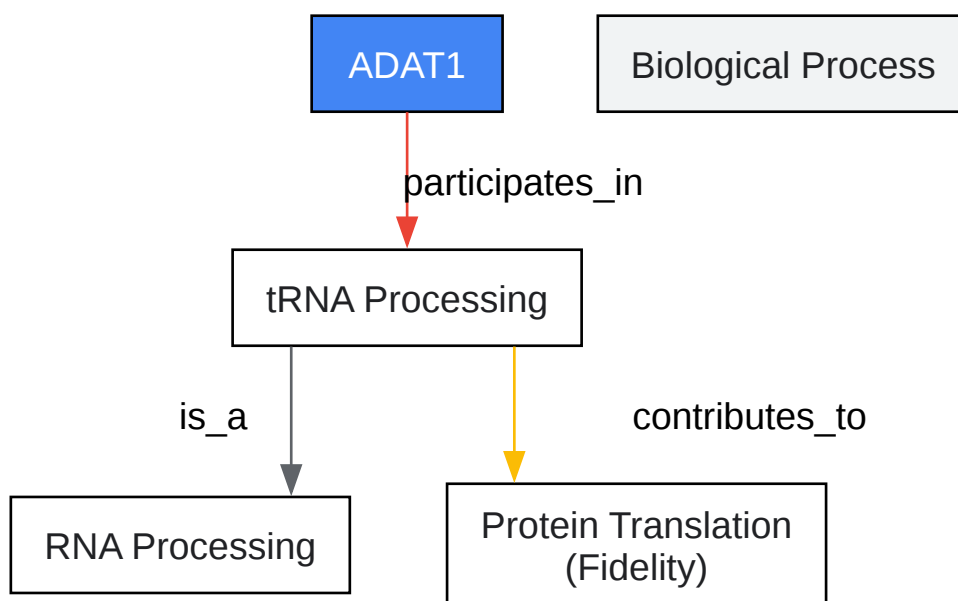 ADAT1
Biological Process
participates_in
tRNA Processing
is_a
contributes_to
RNA Processing
Protein Translation
(Fidelity)